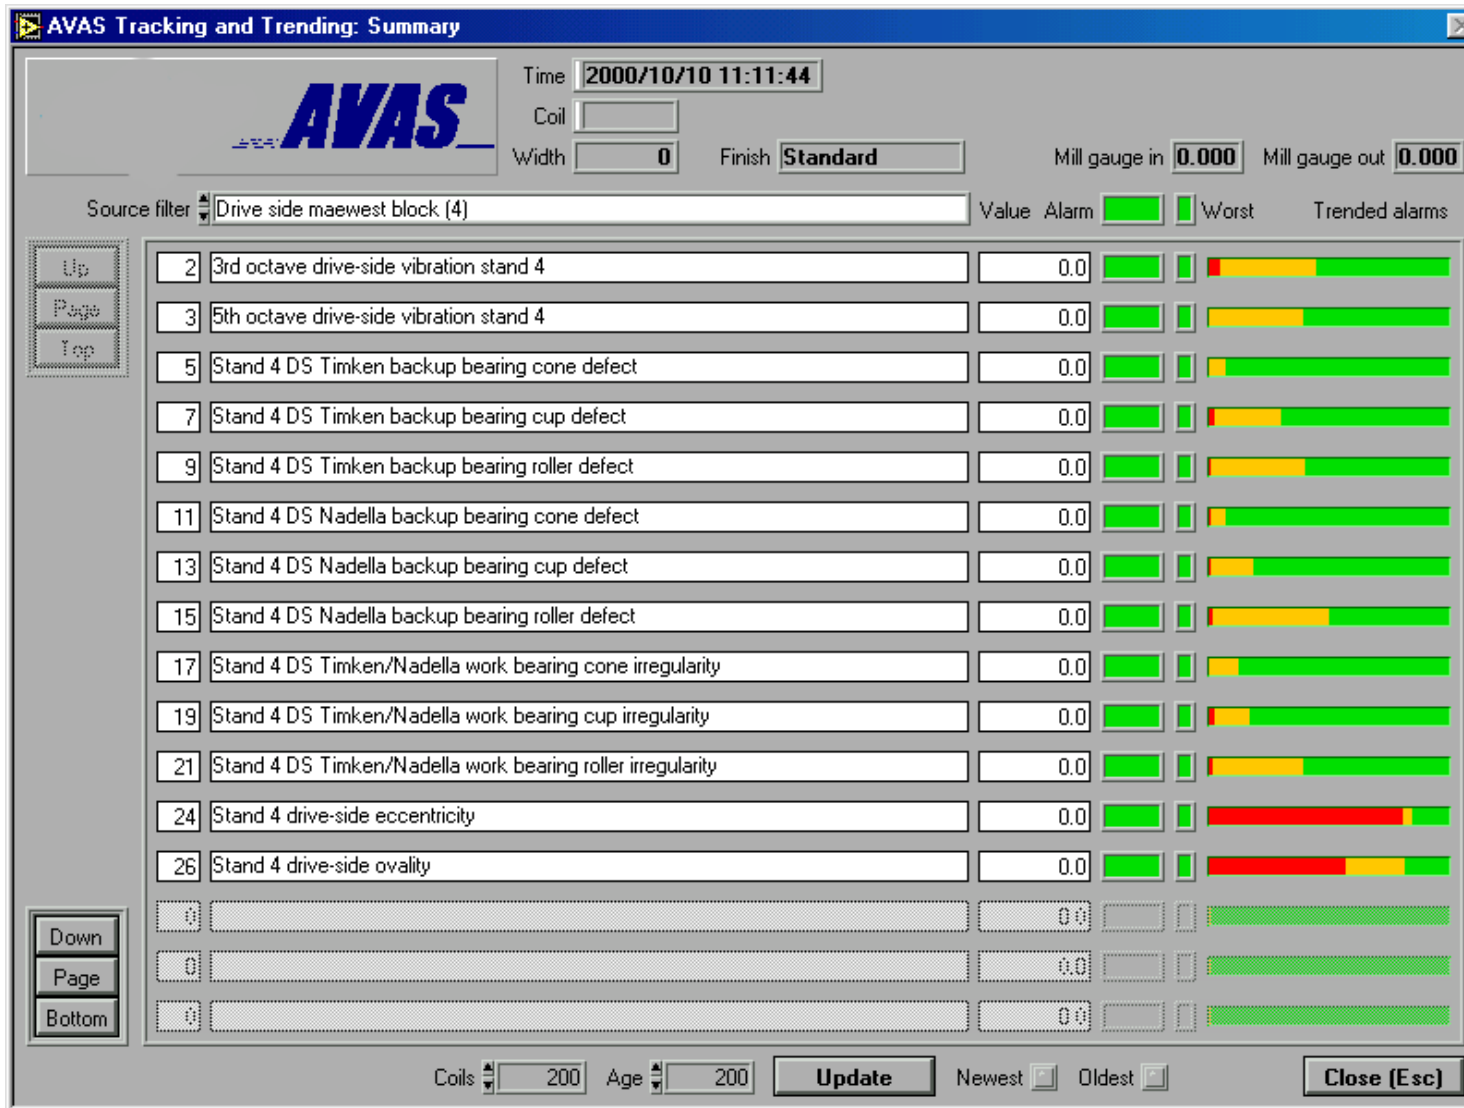 AVAS Tracking and Trending: Summary
AVAS
Time 2000/10/10 11:11:44
Coil
Width 0 Finish Standard Mill gauge in 0.000 Mill gauge out 0.000
Source filter Drive side maewest block (4) Value Alarm Worst Trended alarms
Up
Page
Top
2 3rd octave drive-side vibration stand 4 0.0
3 5th octave drive-side vibration stand 4 0.0
5 Stand 4 DS Timken backup bearing cone defect 0.0
7 Stand 4 DS Timken backup bearing cup defect 0.0
9 Stand 4 DS Timken backup bearing roller defect 0.0
11 Stand 4 DS Nadella backup bearing cone defect 0.0
13 Stand 4 DS Nadella backup bearing cup defect 0.0
15 Stand 4 DS Nadella backup bearing roller defect 0.0
17 Stand 4 DS Timken/Nadella work bearing cone irregularity 0.0
19 Stand 4 DS Timken/Nadella work bearing cup irregularity 0.0
21 Stand 4 DS Timken/Nadella work bearing roller irregularity 0.0
24 Stand 4 drive-side eccentricity 0.0
26 Stand 4 drive-side ovality 0.0
0 0.0
0 0.0
0 0.0
Down
Page
Bottom
Coils 200 Age 200 Update Newest Oldest Close (Esc)